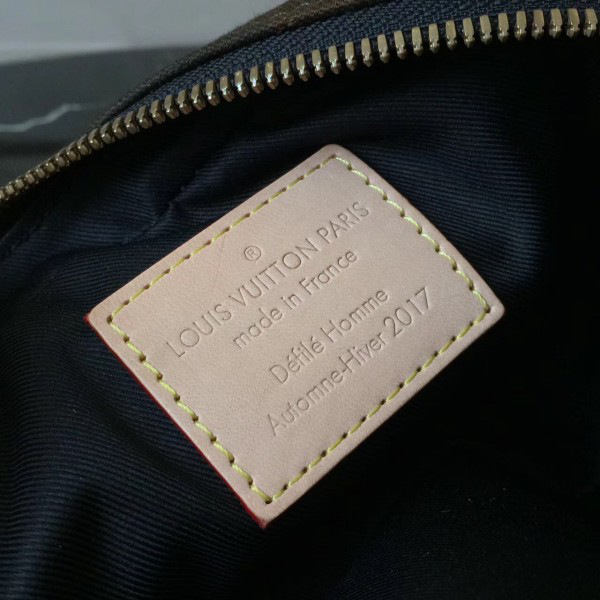 ®
LOUIS VUITTON PARIS
made in France
Défilé Homme
Automne-Hiver 2017